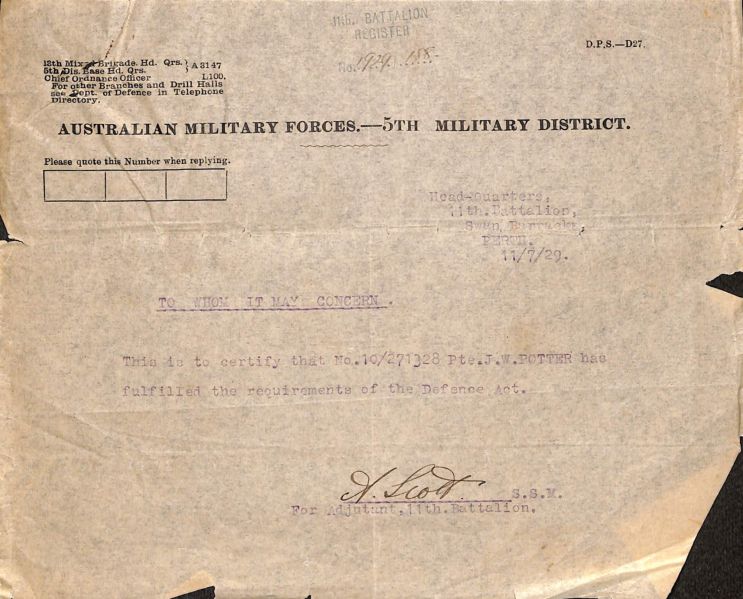 11th. BATTALION
REGISTER
No. 1929/188.
D.P.S.—D27.
13th Mixed Brigade. Hd. Qrs. } A 3147
5th Dis. Base Hd. Qrs.
Chief Ordnance Officer L100.
For other Branches and Drill Halls
see Dept. of Defence in Telephone
Directory.
AUSTRALIAN MILITARY FORCES.—5TH MILITARY DISTRICT.
Please quote this Number when replying.
Head-Quarters,
11th.Battalion,
Swan Barracks,
PERTH.
11/7/29.
TO WHOM IT MAY CONCERN.
This is to certify that No.10/271328 Pte.J.W.POTTER has
fulfilled the requirements of the Defence Act.
A. Scott S.S.M.
For Adjutant,11th.Battalion.